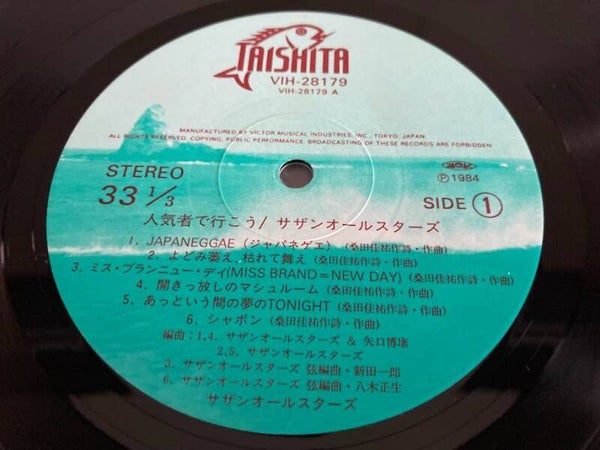 TAISHITA
VIH-28179
VIH-28179 A
MANUFACTURED BY VICTOR MUSICAL INDUSTRIES, INC., TOKYO, JAPAN.
ALL RIGHTS RESERVED, COPYING, PUBLIC PERFORMANCE, BROADCASTING OF THESE RECORDS ARE FORBIDDEN
STEREO
33 1/3
Ⓟ1984
SIDE ①
人気者で行こう/ サザンオールスターズ
1. JAPANEGGAE (ジャパネゲエ) (桑田佳祐作詩・作曲)
2. よどみ萎え、枯れて舞え (桑田佳祐作詩・作曲)
3. ミス・ブランニュー・デイ(MISS BRAND=NEW DAY) (桑田佳祐作詩・作曲)
4. 開きっ放しのマシュルーム (桑田佳祐作詩・作曲)
5. あっという間の夢のTONIGHT (桑田佳祐作詩・作曲)
6. シャボン (桑田佳祐作詩・作曲)
編曲：1,4. サザンオールスターズ & 矢口博康
2,5. サザンオールスターズ
3. サザンオールスターズ 弦編曲・新田一郎
6. サザンオールスターズ 弦編曲・八木正生
サザンオールスターズ